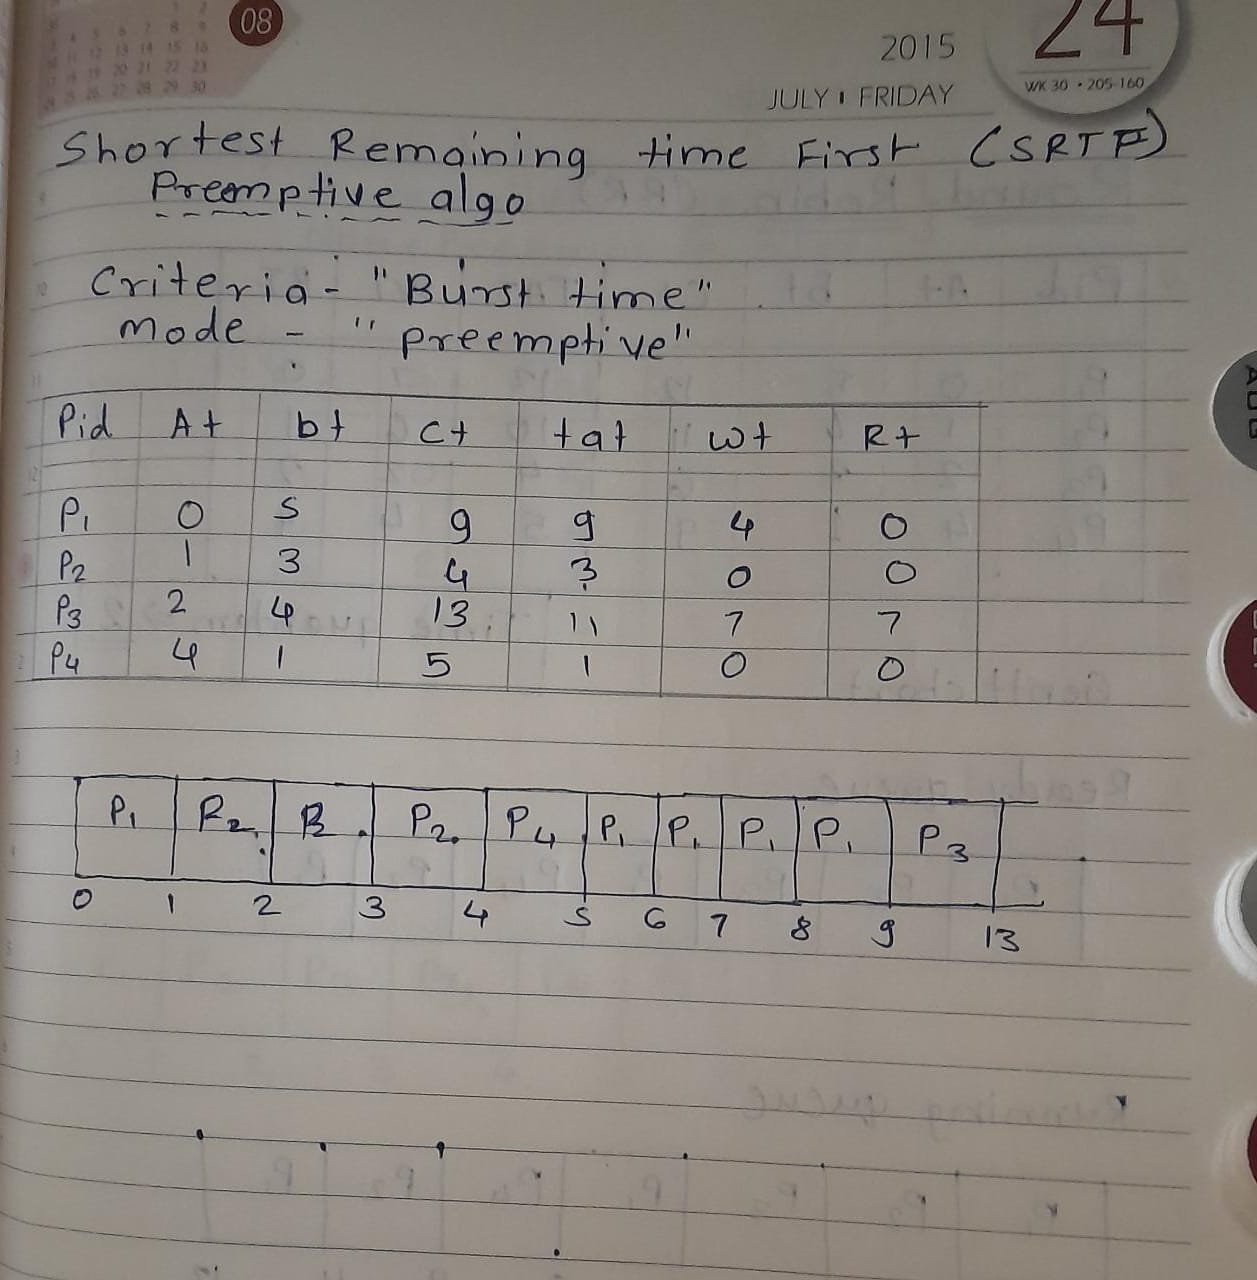 08
2015
24
JULY FRIDAY
WK 30 • 205-160
Shortest Remaining time First (SRTF)
Preemptive algo
Criteria - "Burst time"
mode - "preemptive"
Pid At bt Ct tat wt Rt
P1 0 5 9 9 4 0
P2 1 3 4 3 0 0
P3 2 4 13 11 7 7
P4 4 1 5 1 0 0
P1 P2 P2 P2 P4 P1 P1 P1 P1 P3
0 1 2 3 4 5 6 7 8 9 13